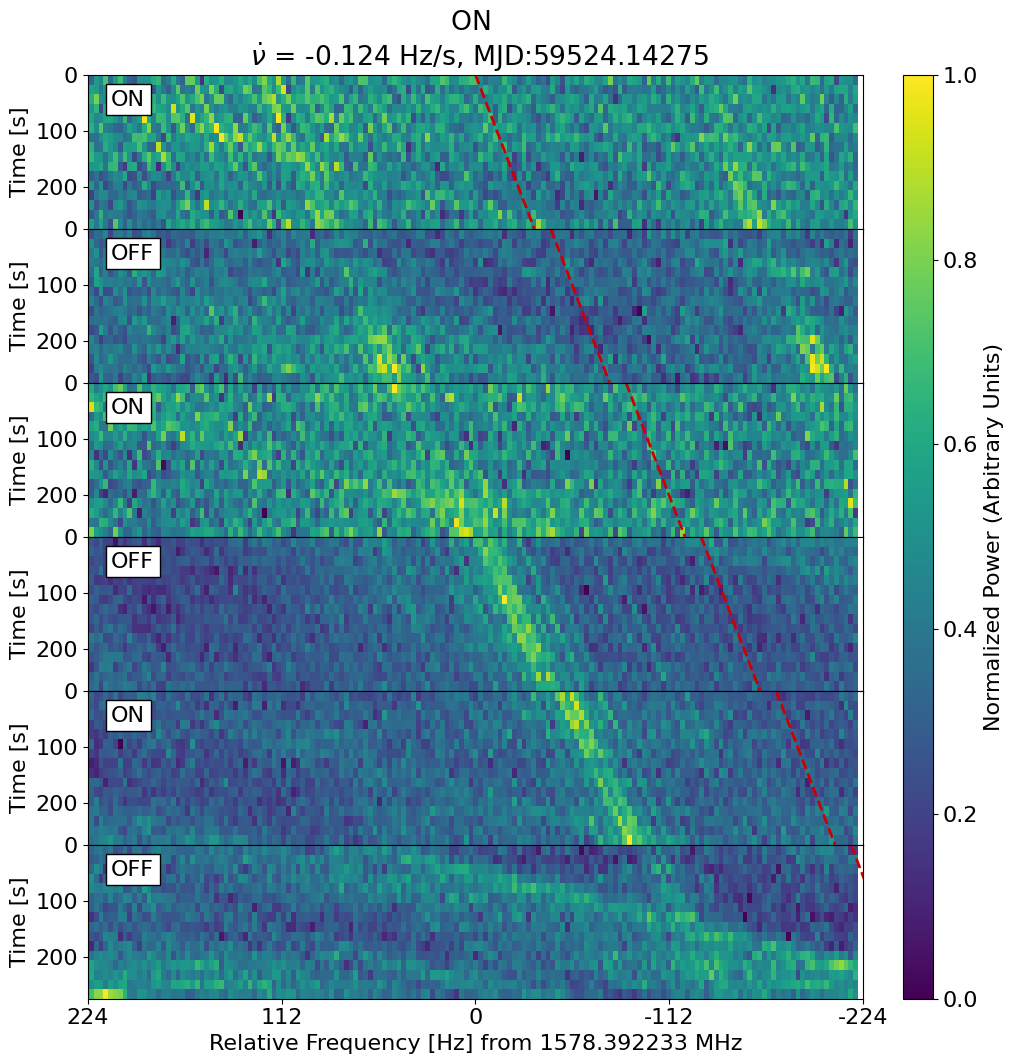 ON
ν̇ = -0.124 Hz/s, MJD:59524.14275
0
ON
100
Time [s]
200
0
OFF
100
Time [s]
200
0
ON
100
Time [s]
200
0
OFF
100
Time [s]
200
0
ON
100
Time [s]
200
0
OFF
100
Time [s]
200
224 112 0 -112 -224
Relative Frequency [Hz] from 1578.392233 MHz
1.0
0.8
0.6
0.4
0.2
0.0
Normalized Power (Arbitrary Units)